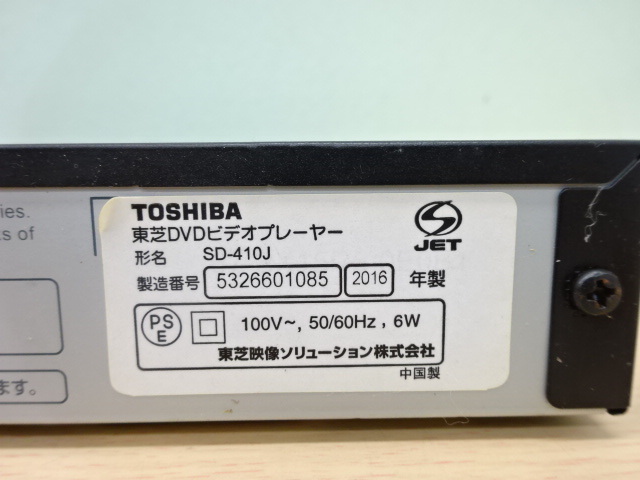 ies.
ks of
TOSHIBA
東芝DVDビデオプレーヤー
形名 SD-410J
製造番号 5326601085 2016 年製
S JET
PS E 100V~, 50/60Hz , 6W
東芝映像ソリューション株式会社
中国製
ます。